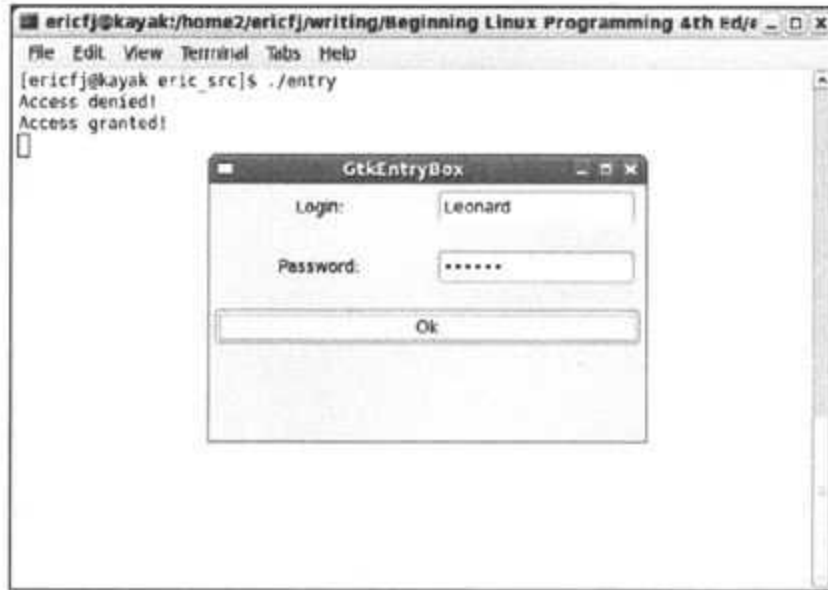 ericfj@kayak:/home2/ericfj/writing/Beginning Linux Programming 4th Ed/e
File Edit View Terminal Tabs Help
[ericfj@kayak eric_src]$ ./entry
Access denied!
Access granted!
GtkEntryBox
Login: Leonard
Password: ••••••
Ok